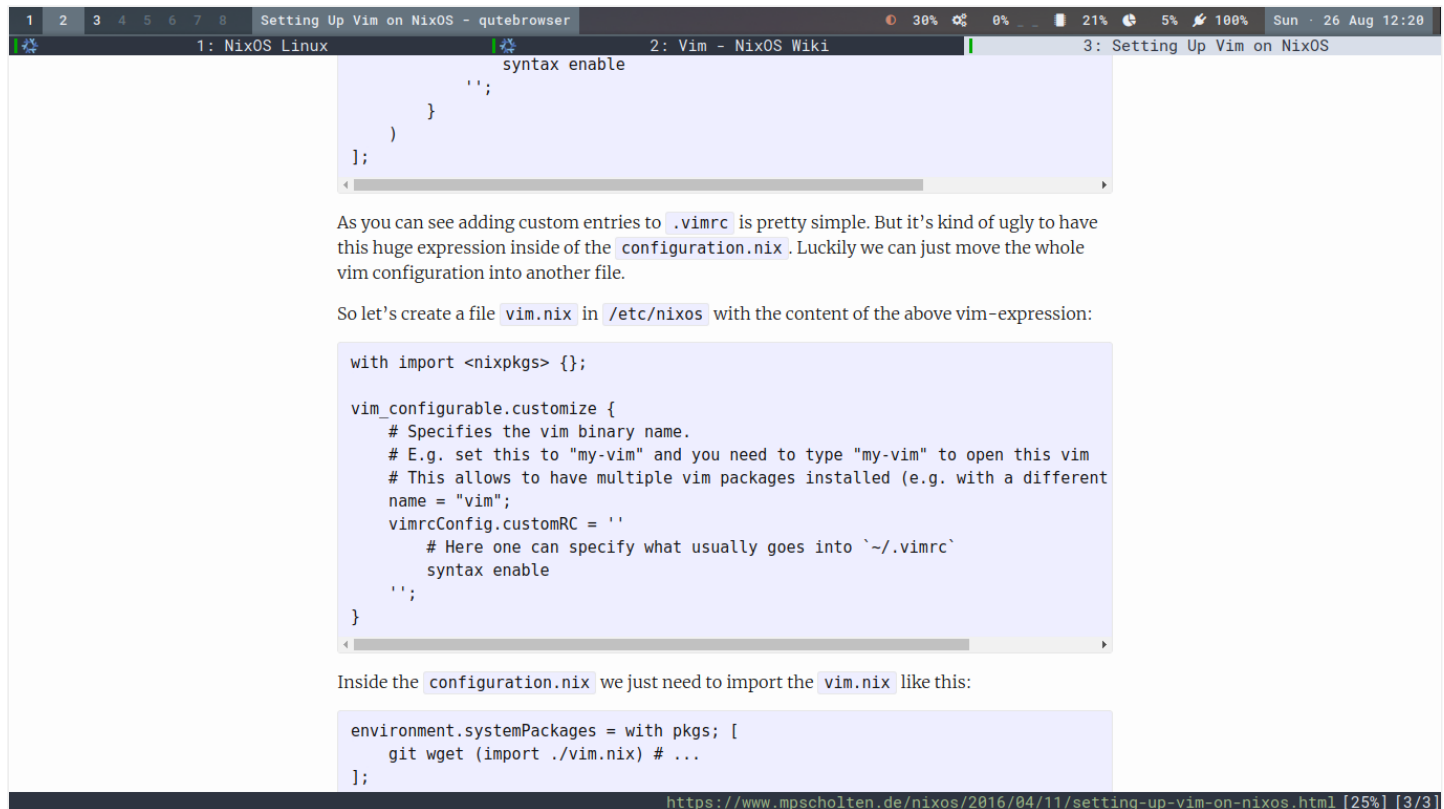 1 2 3 4 5 6 7 8 Setting Up Vim on NixOS - qutebrowser 30% 0% _ _ 21% 5% 100% Sun · 26 Aug 12:20
1: NixOS Linux 2: Vim - NixOS Wiki 3: Setting Up Vim on NixOS
syntax enable
'';
}
)
];
As you can see adding custom entries to .vimrc is pretty simple. But it’s kind of ugly to have
this huge expression inside of the configuration.nix. Luckily we can just move the whole
vim configuration into another file.
So let’s create a file vim.nix in /etc/nixos with the content of the above vim-expression:
with import <nixpkgs> {};
vim_configurable.customize {
# Specifies the vim binary name.
# E.g. set this to "my-vim" and you need to type "my-vim" to open this vim
# This allows to have multiple vim packages installed (e.g. with a different
name = "vim";
vimrcConfig.customRC = ''
# Here one can specify what usually goes into `~/.vimrc`
syntax enable
'';
}
Inside the configuration.nix we just need to import the vim.nix like this:
environment.systemPackages = with pkgs; [
git wget (import ./vim.nix) # ...
];
https://www.mpscholten.de/nixos/2016/04/11/setting-up-vim-on-nixos.html [25%] [3/3]